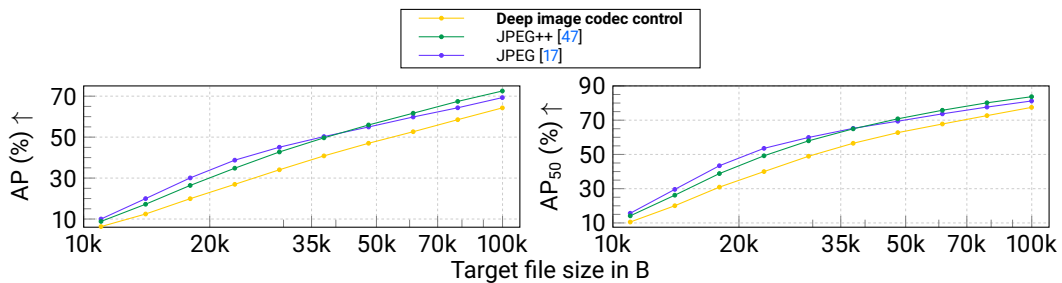 Deep image codec control
JPEG++ [47]
JPEG [17]
AP (%) ↑
70
50
30
10
10k 20k 35k 50k 70k 100k
AP₅₀ (%) ↑
90
70
50
30
10
10k 20k 35k 50k 70k 100k
Target file size in B